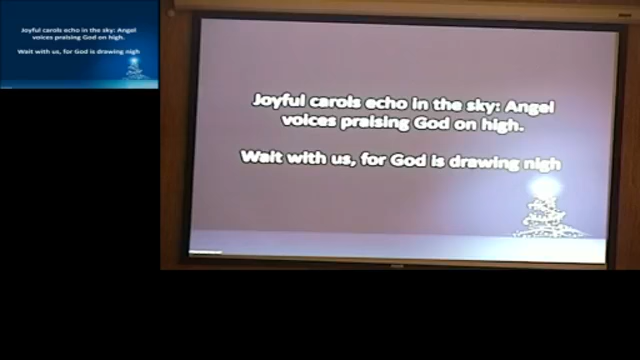 Joyful carols echo in the sky: Angel
voices praising God on high.
Wait with us, for God is drawing nigh
Joyful carols echo in the sky: Angel
voices praising God on high.
Wait with us, for God is drawing nigh